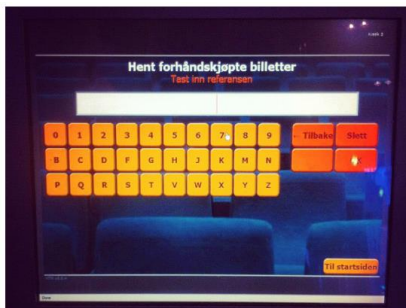 Hent forhåndskjøpte billetter
Tast inn referansen
0 1 2 3 4 5 6 7 8 9 ← Tilbake Slett
B C D F G H J K M N
P Q R S T V W X Y Z
Til startsiden
Done